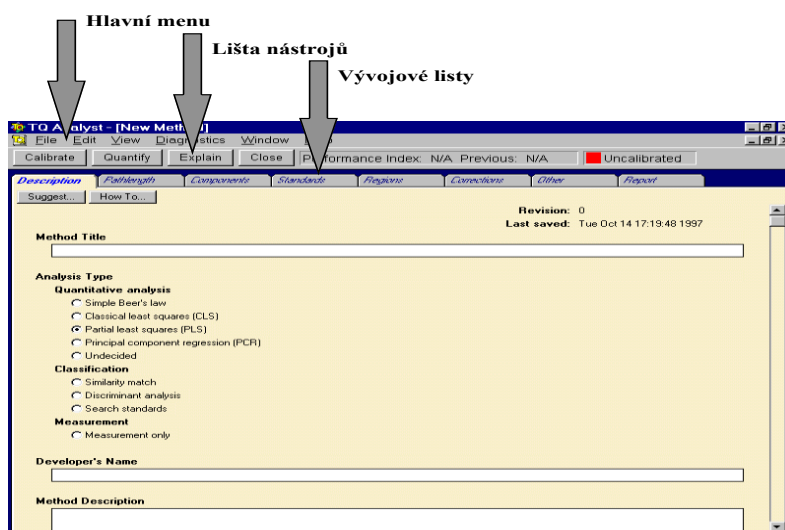 Hlavní menu
Lišta nástrojů
Vývojové listy
TQ Analyst - [New Method]
File Edit View Diagnostics Window
Calibrate Quantify Explain Close Performance Index: N/A Previous: N/A Uncalibrated
Description Pathlength Components Standards Regions Corrections Other Report
Suggest... How To...
Revision: 0
Last saved: Tue Oct 14 17:19:48 1997
Method Title
Analysis Type
Quantitative analysis
Simple Beer's law
Classical least squares (CLS)
Partial least squares (PLS)
Principal component regression (PCR)
Undecided
Classification
Similarity match
Discriminant analysis
Search standards
Measurement
Measurement only
Developer's Name
Method Description